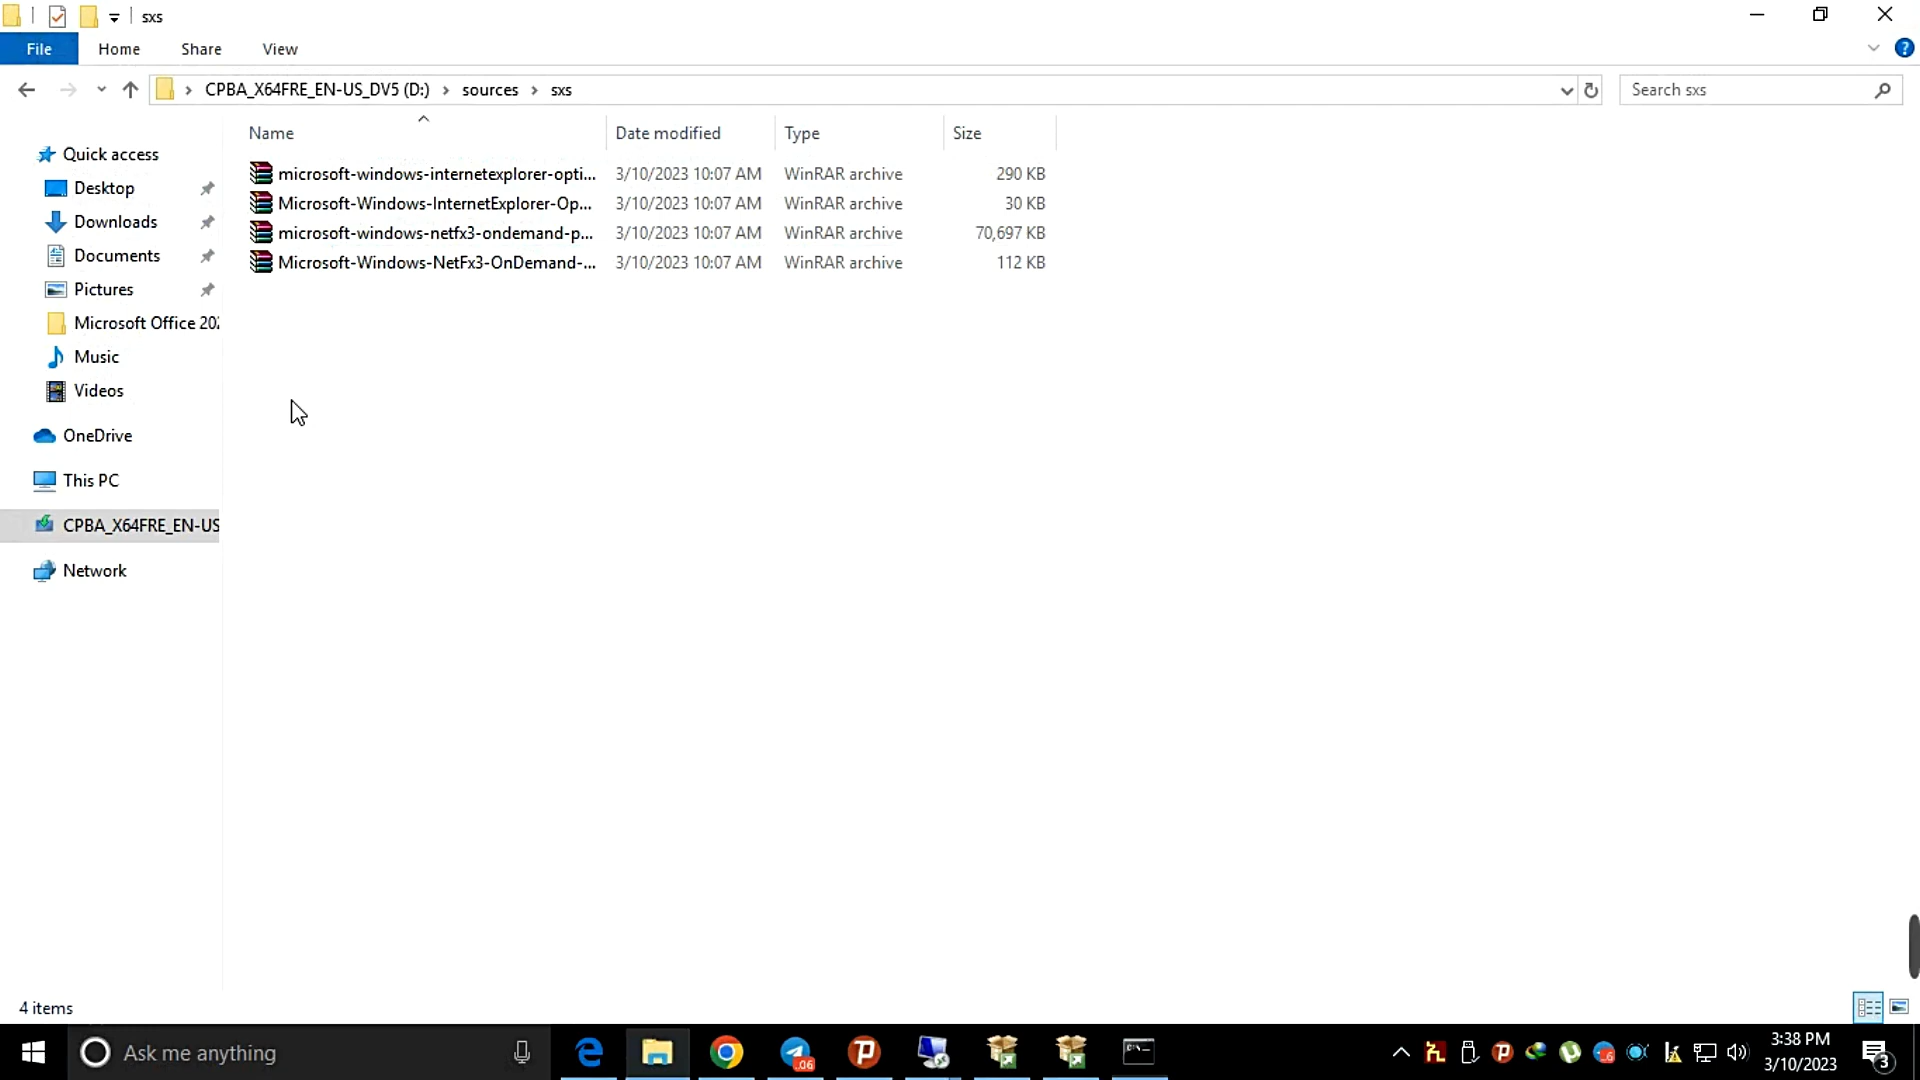 sxs
File Home Share View
CPBA_X64FRE_EN-US_DV5 (D:) sources sxs
Search sxs
Name Date modified Type Size
Quick access
Desktop
Downloads
Documents
Pictures
Microsoft Office 202
Music
Videos
OneDrive
This PC
CPBA_X64FRE_EN-US
Network
microsoft-windows-internetexplorer-opti... 3/10/2023 10:07 AM WinRAR archive 290 KB
Microsoft-Windows-InternetExplorer-Op... 3/10/2023 10:07 AM WinRAR archive 30 KB
microsoft-windows-netfx3-ondemand-p... 3/10/2023 10:07 AM WinRAR archive 70,697 KB
Microsoft-Windows-NetFx3-OnDemand-... 3/10/2023 10:07 AM WinRAR archive 112 KB
4 items
Ask me anything
.06
3:38 PM
3/10/2023
3